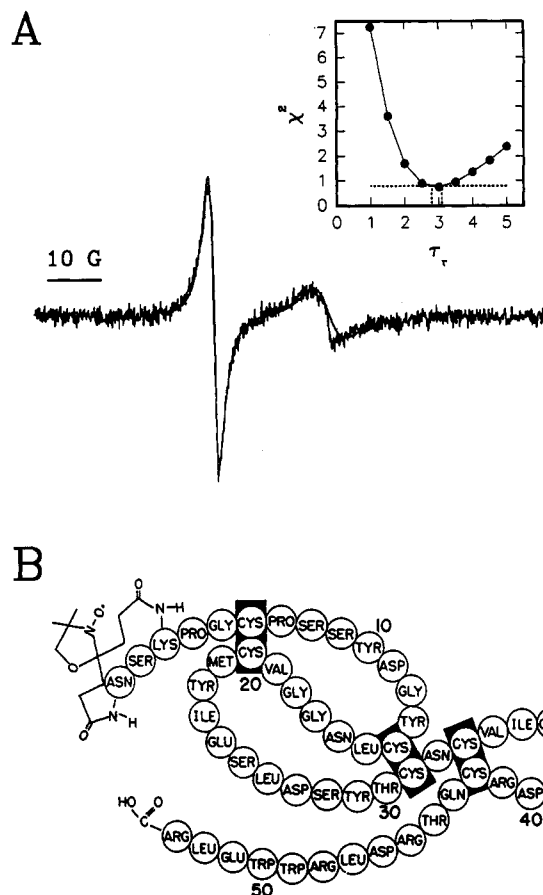 A
10 G
χ²
7
6
5
4
3
2
1
0
0 1 2 3 4 5
τr
B
O
N-O.
N-H
O
O
N-H
ASN SER LYS PRO GLY CYS PRO SER SER TYR ASP GLY TYR
10
CYS LEU ASN GLY GLY VAL CYS
20
MET TYR ILE GLU SER LEU ASP SER TYR THR CYS
30
ASN CYS VAL ILE
ASP ARG CYS GLN THR ARG ASP LEU ARG TRP TRP GLU LEU ARG
40
50
HO C O